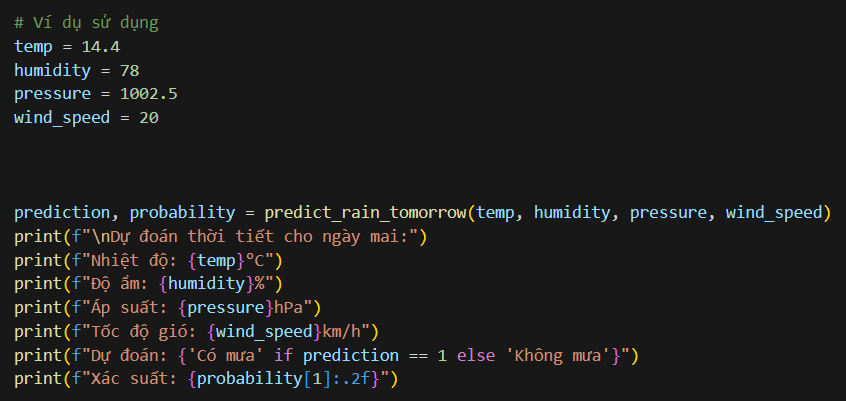 # Ví dụ sử dụng
temp = 14.4
humidity = 78
pressure = 1002.5
wind_speed = 20
prediction, probability = predict_rain_tomorrow(temp, humidity, pressure, wind_speed)
print(f"\nDự đoán thời tiết cho ngày mai:")
print(f"Nhiệt độ: {temp}°C")
print(f"Độ ẩm: {humidity}%")
print(f"Áp suất: {pressure}hPa")
print(f"Tốc độ gió: {wind_speed}km/h")
print(f"Dự đoán: {'Có mưa' if prediction == 1 else 'Không mưa'}")
print(f"Xác suất: {probability[1]:.2f}")